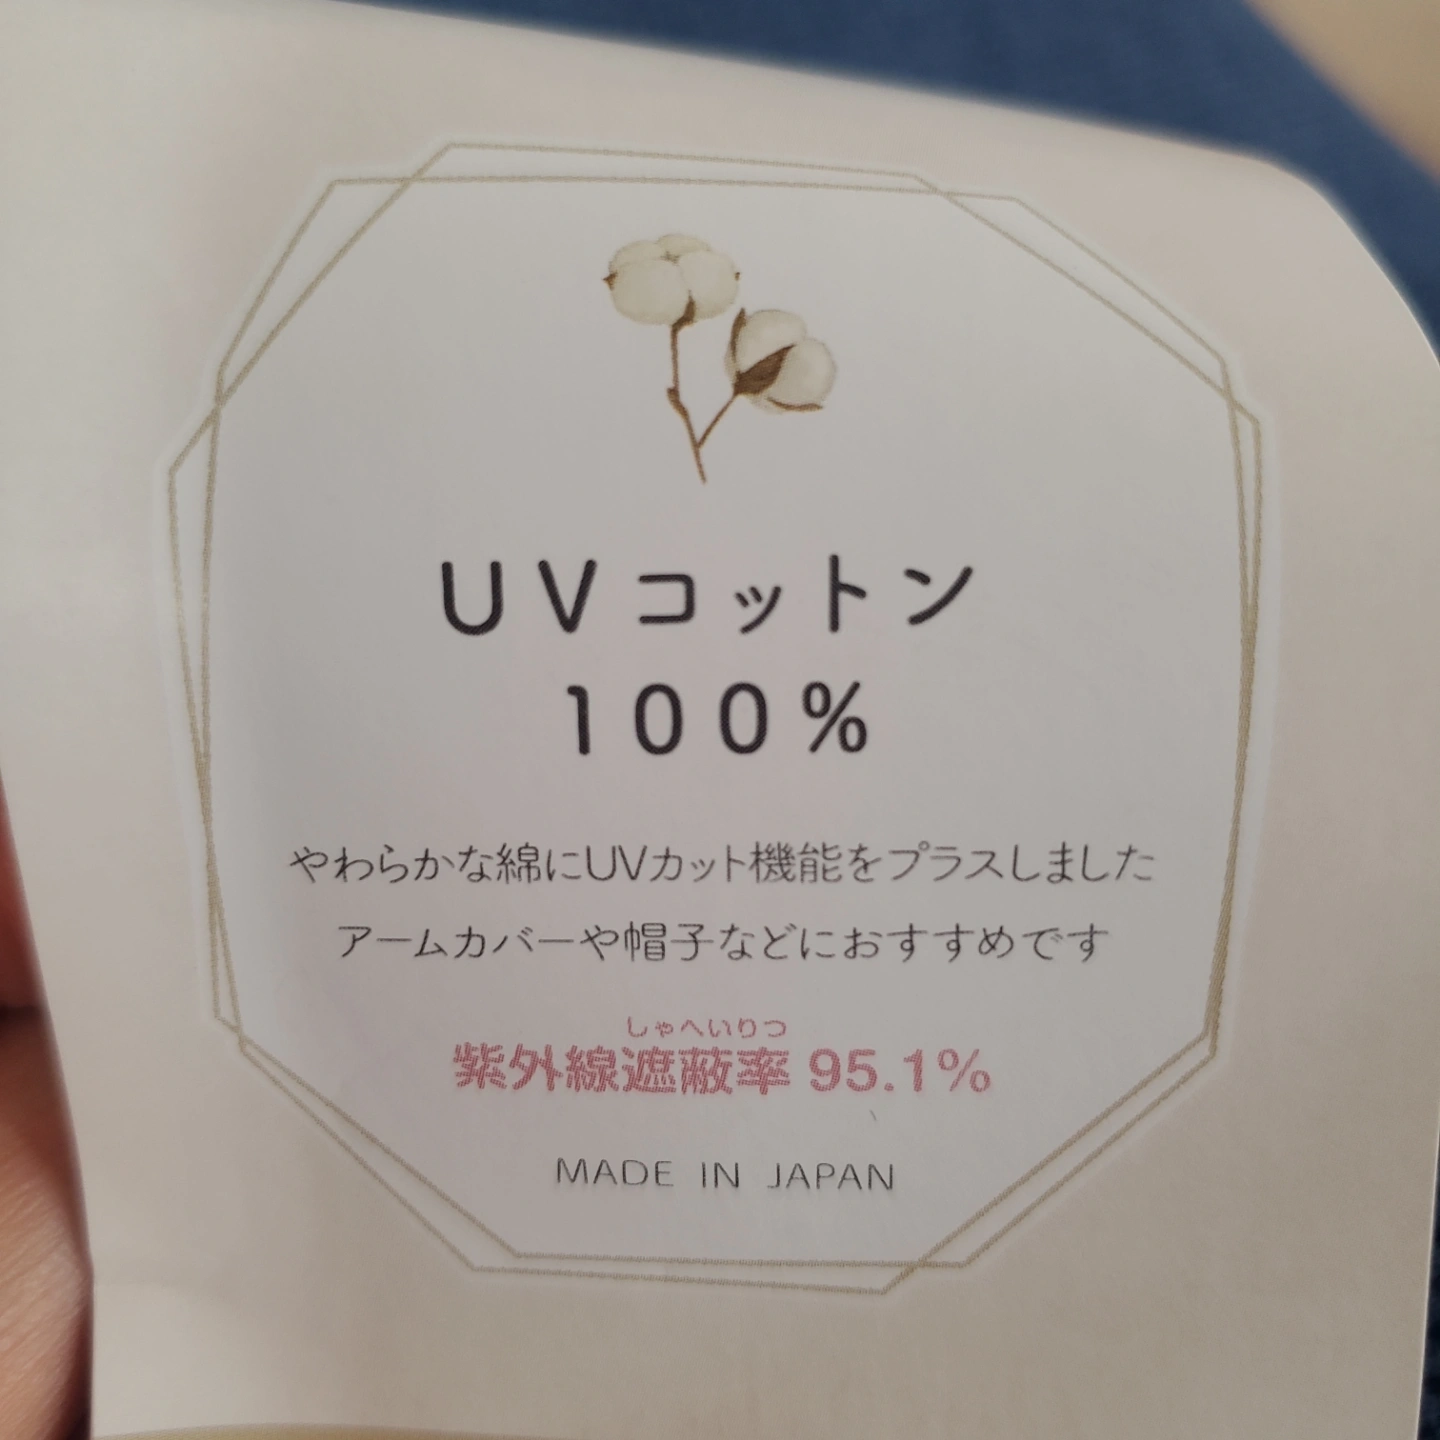 UVコットン
100%
やわらかな綿にUVカット機能をプラスしました
アームカバーや帽子などにおすすめです
しゃへいりつ
紫外線遮蔽率 95.1%
MADE IN JAPAN